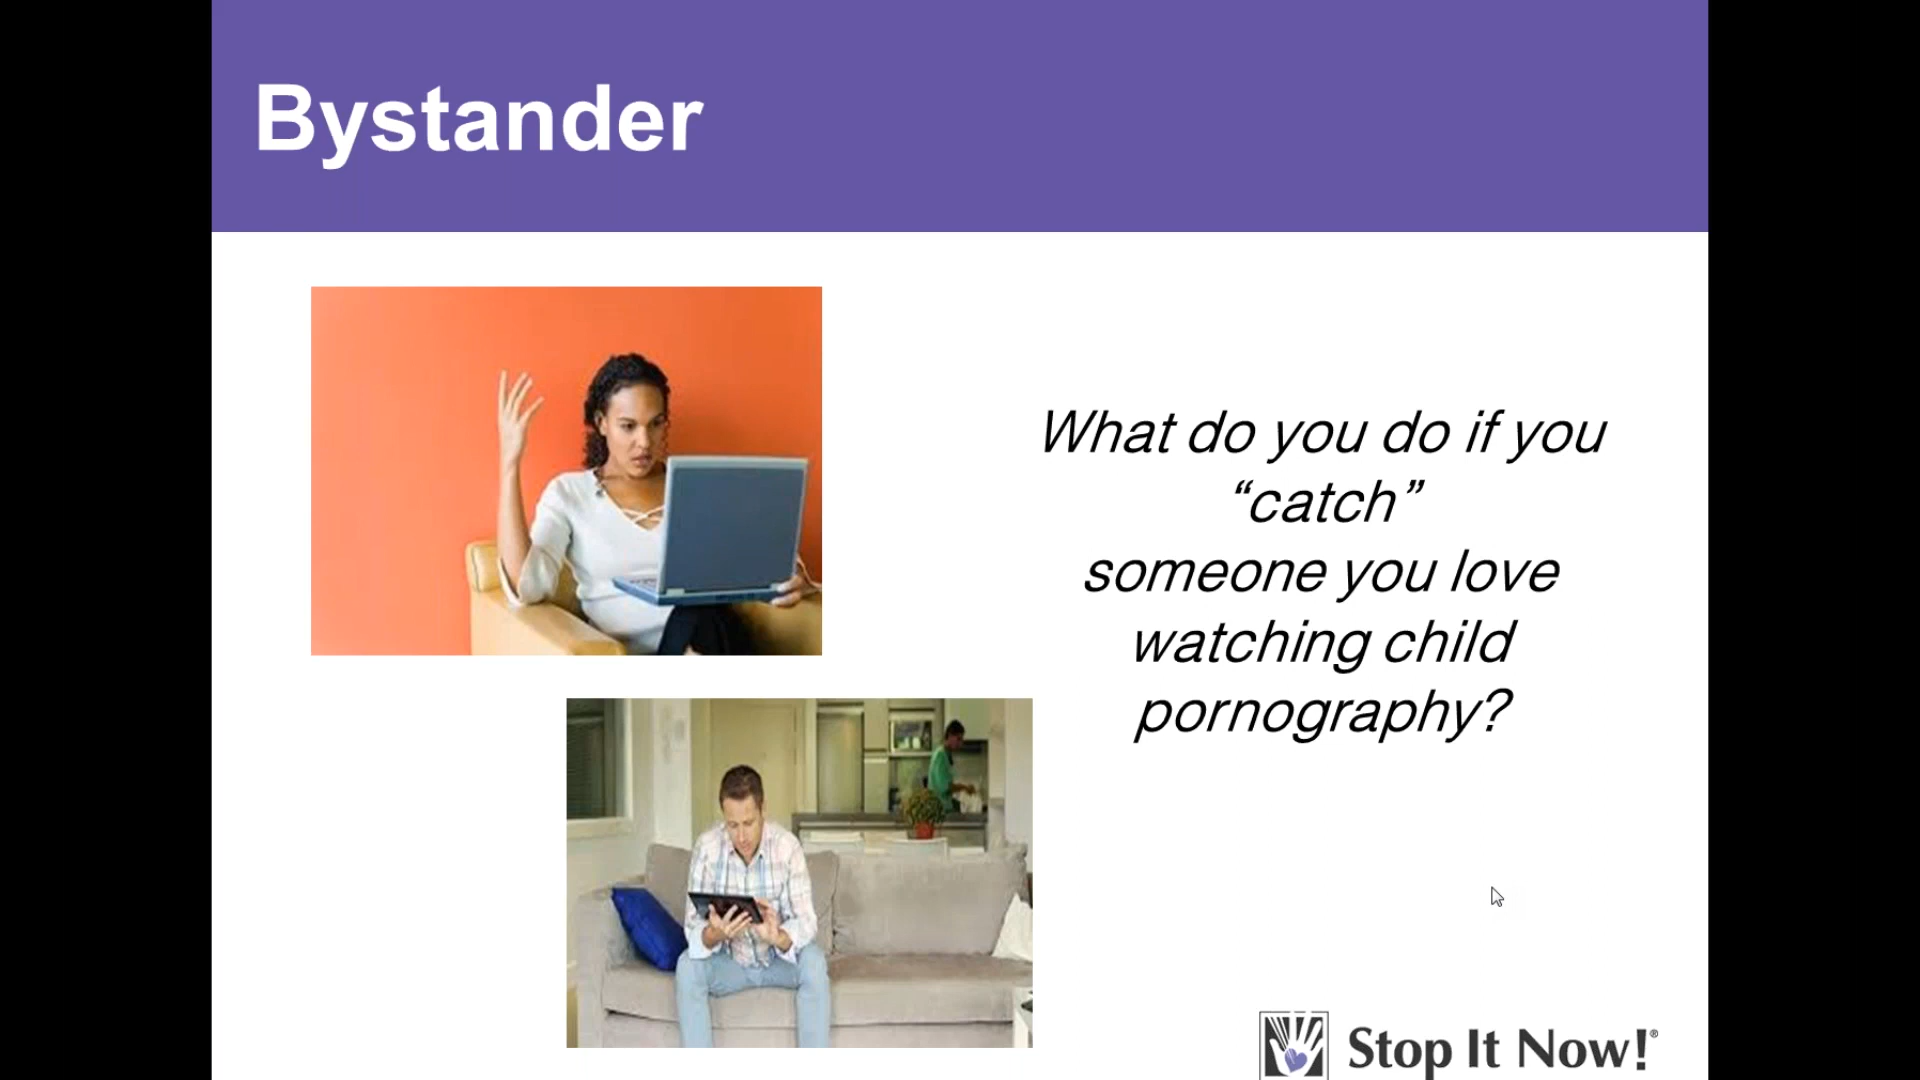 Bystander
What do you do if you
“catch”
someone you love
watching child
pornography?
Stop It Now!®